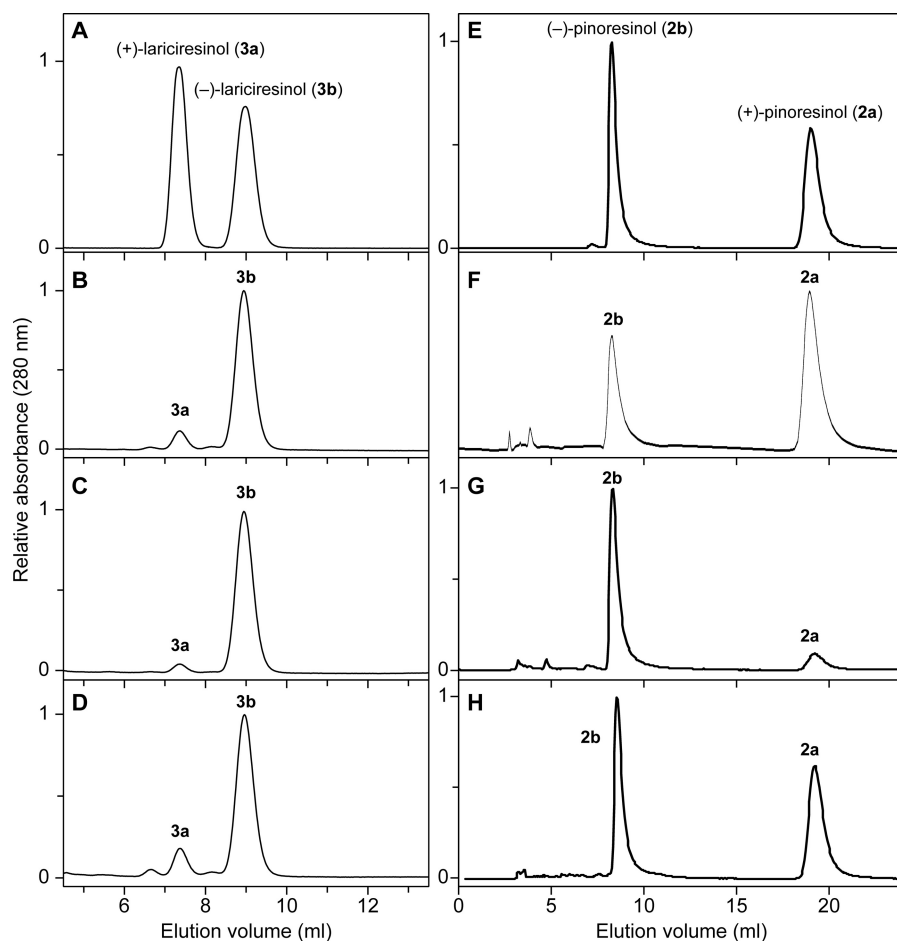 A
(+)-lariciresinol (3a)
(–)-lariciresinol (3b)
1
0
B
3b
3a
1
0
C
3b
3a
1
0
D
3b
3a
1
0
6 8 10 12
Elution volume (ml)
Relative absorbance (280 nm)
E
(–)-pinoresinol (2b)
(+)-pinoresinol (2a)
1
0
F
2b
2a
G
2b
2a
1
0
H
2b
2a
1
0
0 5 10 15 20
Elution volume (ml)